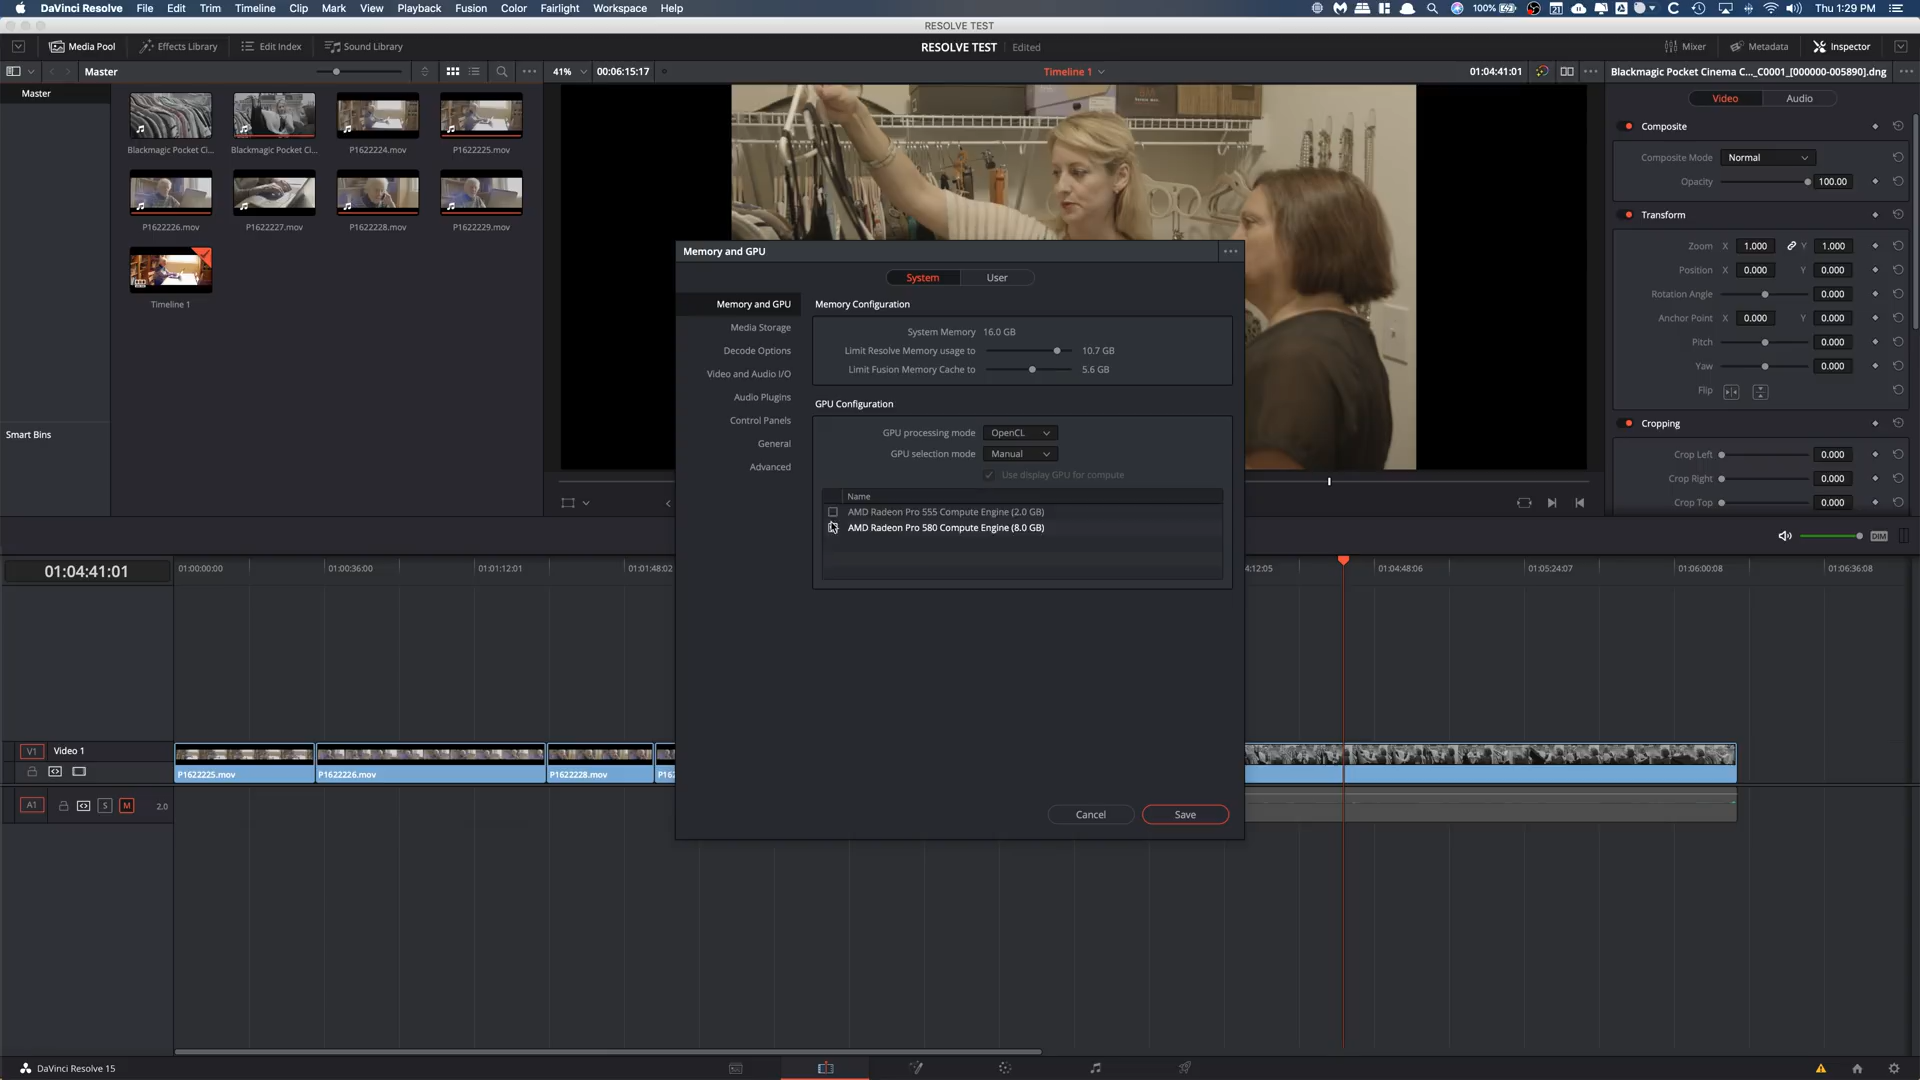 DaVinci Resolve File Edit Trim Timeline Clip Mark View Playback Fusion Color Fairlight Workspace Help
100% 21 Thu 1:29 PM
RESOLVE TEST
Media Pool Effects Library Edit Index Sound Library
RESOLVE TEST Edited
Mixer Metadata Inspector
Master
41% 00:06:15:17
Timeline 1
01:04:41:01
Blackmagic Pocket Cinema C..._C0001_[000000-005890].dng
Master
Video Audio
Composite
Blackmagic Pocket Ci... Blackmagic Pocket Ci... P1622224.mov P1622225.mov
Composite Mode Normal
Opacity 100.00
P1622226.mov P1622227.mov P1622228.mov P1622229.mov
Transform
Zoom X 1.000 Y 1.000
Position X 0.000 Y 0.000
Rotation Angle 0.000
Timeline 1
Anchor Point X 0.000 Y 0.000
Pitch 0.000
Yaw 0.000
Flip
Smart Bins
Cropping
Crop Left 0.000
Crop Right 0.000
Crop Top 0.000
Memory and GPU
System User
Memory and GPU
Media Storage
Decode Options
Video and Audio I/O
Audio Plugins
Control Panels
General
Advanced
Memory Configuration
System Memory 16.0 GB
Limit Resolve Memory usage to 10.7 GB
Limit Fusion Memory Cache to 5.6 GB
GPU Configuration
GPU processing mode OpenCL
GPU selection mode Manual
Use display GPU for compute
Name
AMD Radeon Pro 555 Compute Engine (2.0 GB)
AMD Radeon Pro 580 Compute Engine (8.0 GB)
Cancel Save
DIM
01:04:41:01
01:00:00:00 01:00:36:00 01:01:12:01 01:01:48:02 4:12:05 01:04:48:06 01:05:24:07 01:06:00:08 01:06:36:08
V1 Video 1
P1622225.mov P1622226.mov P1622228.mov P162
A1 S M 2.0
DaVinci Resolve 15